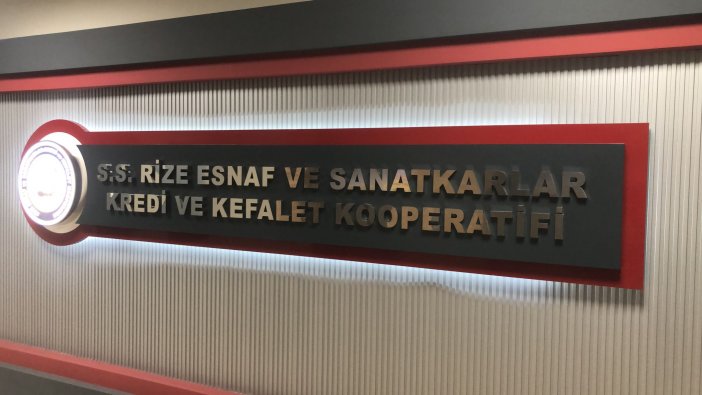 S.S. RİZE ESNAF VE SANATKARLAR
KREDİ VE KEFALET KOOPERATİFİ